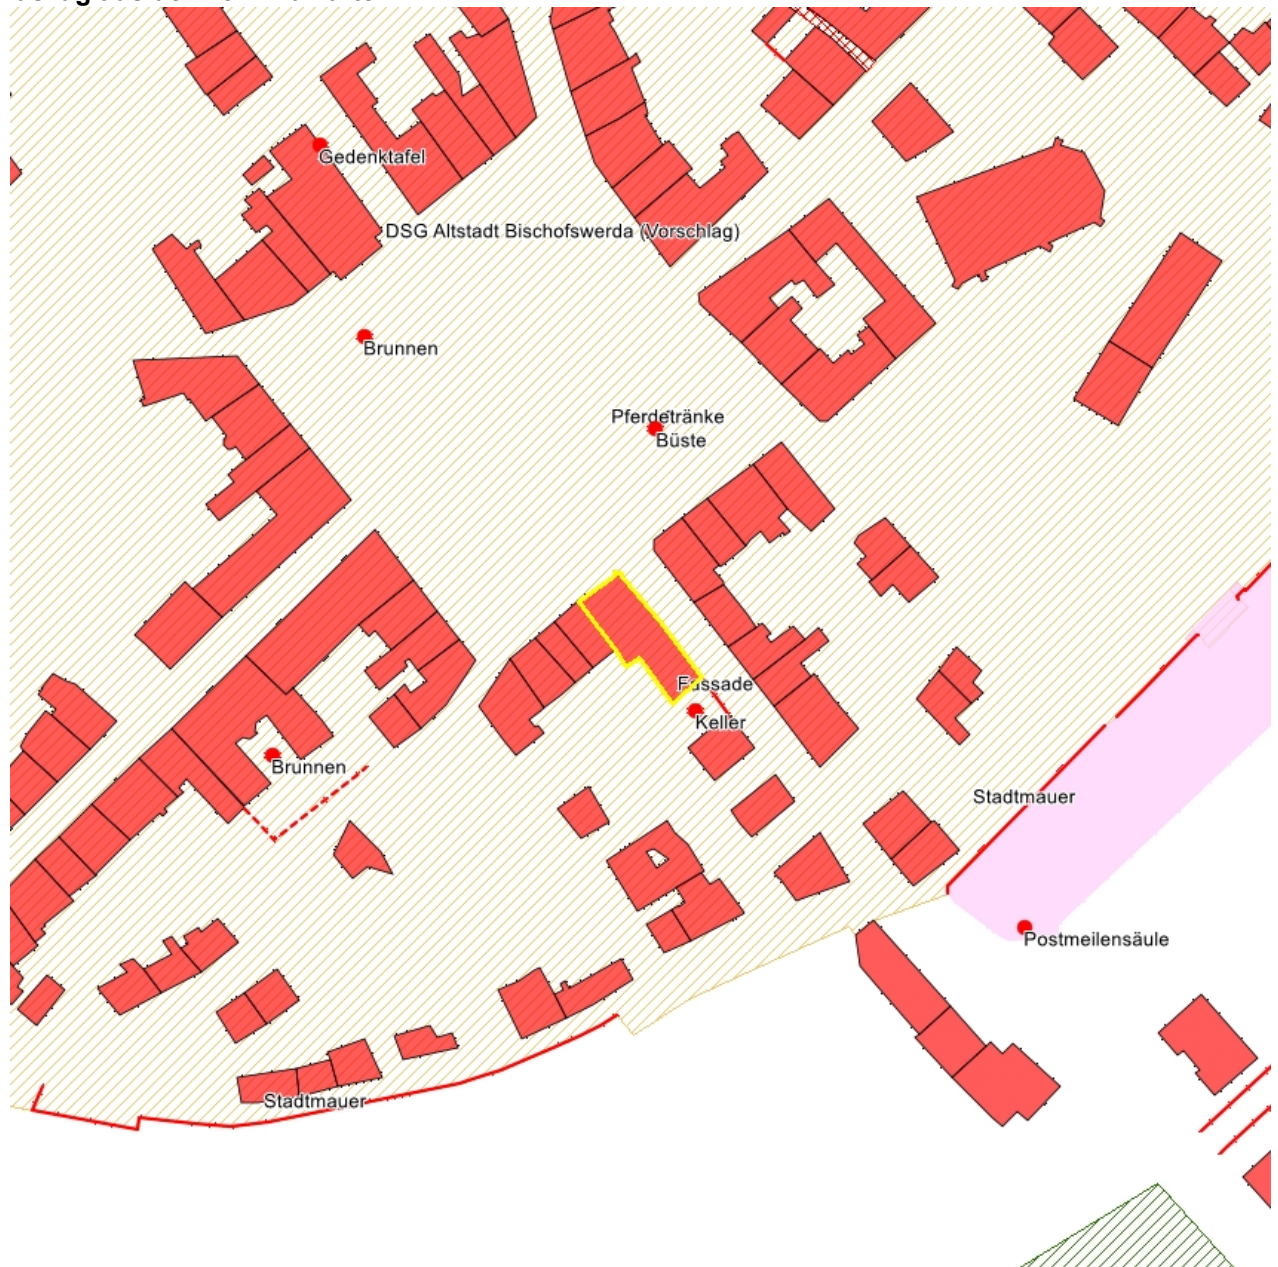 Gedenktafel
DSG Altstadt Bischofswerda (Vorschlag)
Brunnen
Pferdetränke
Büste
Fassade
Keller
Brunnen
Stadtmauer
Postmeilensäule
Stadtmauer